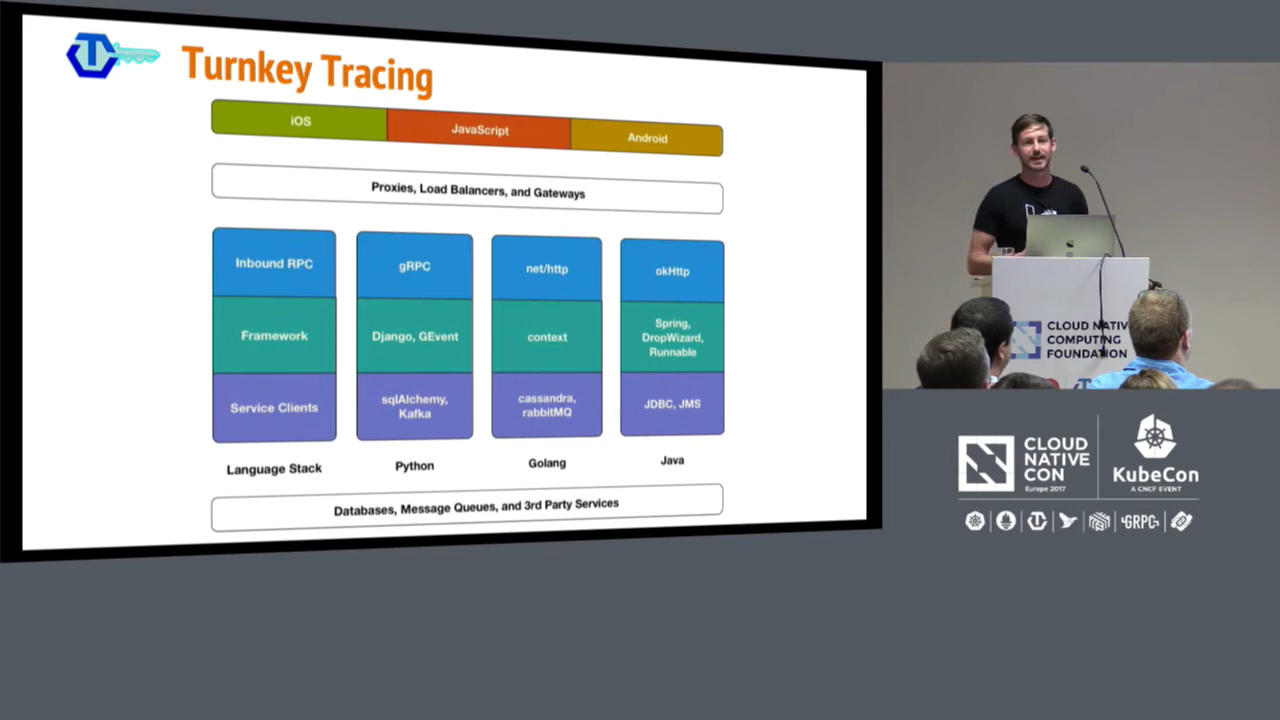 Turnkey Tracing
iOS
JavaScript
Android
Proxies, Load Balancers, and Gateways
Inbound RPC
gRPC
net/http
okHttp
Framework
Django, GEvent
context
Spring,
DropWizard,
Runnable
Service Clients
sqlAlchemy,
Kafka
cassandra,
rabbitMQ
JDBC, JMS
Language Stack
Python
Golang
Java
Databases, Message Queues, and 3rd Party Services
CLOUD NATIV
COMPUTING
FOUNDATION
CLOUD
NATIVE
CON
Europe 2017
KubeCon
A CNCF EVENT
GRPC